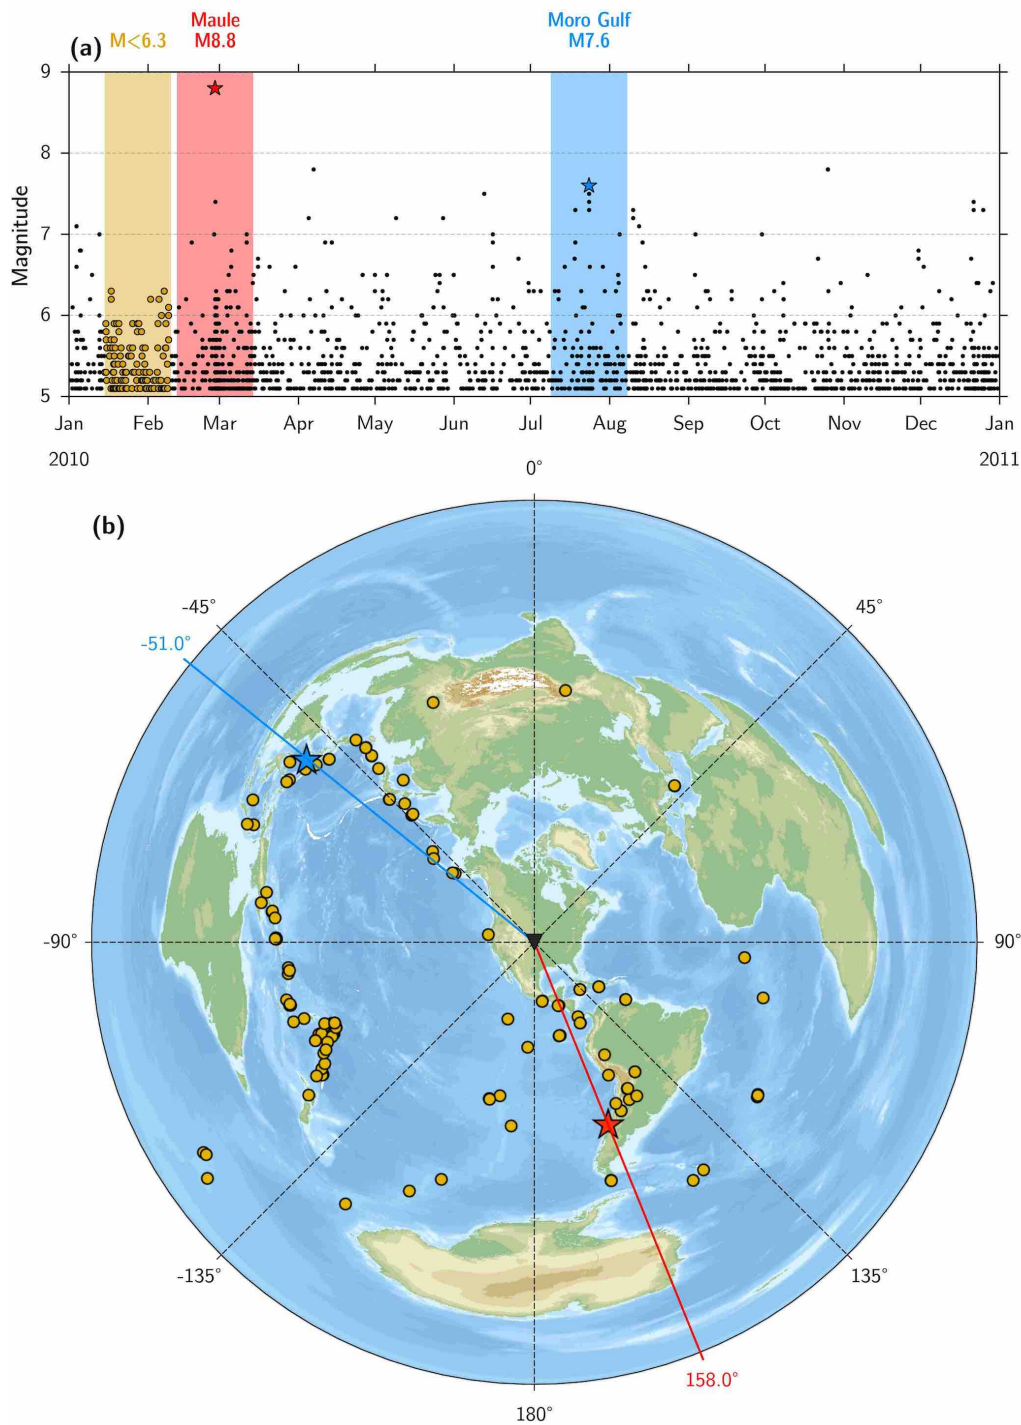 Maule
Moro Gulf
(a)
M<6.3
M8.8
M7.6
9
8
7
6
5
Magnitude
Jan
Feb
Mar
Apr
May
Jun
Jul
Aug
Sep
Oct
Nov
Dec
Jan
2010
2011
0°
(b)
-45°
45°
-51.0°
-90°
90°
-135°
135°
158.0°
180°